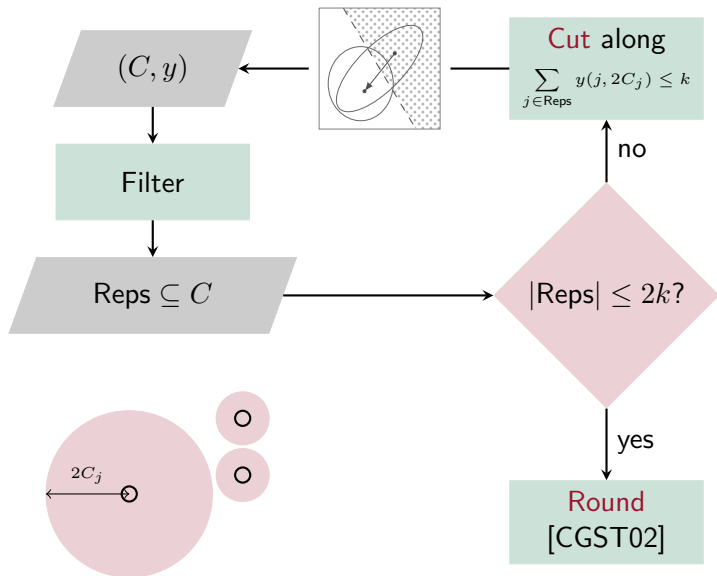 (C, y)
Cut along
∑_{j∈Reps} y(j, 2C_j) ≤ k
no
Filter
Reps ⊆ C
|Reps| ≤ 2k?
2C_j
yes
Round
[CGST02]